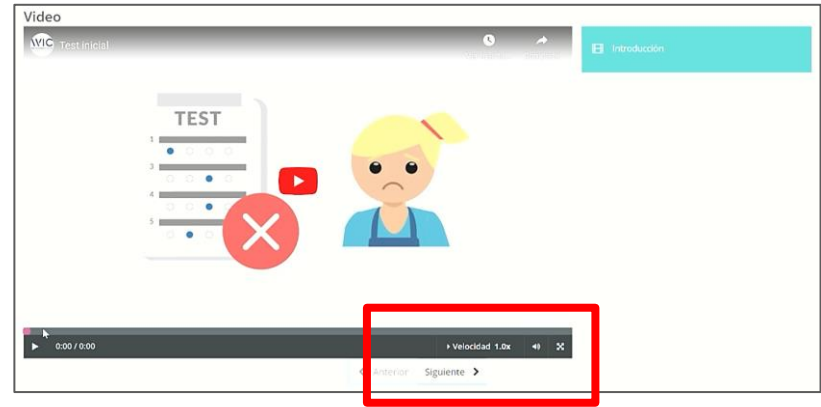 Video
WIC Test inicial
Introducción
TEST
1
3
4
5
0:00 / 0:00
Velocidad 1.0x
Anterior Siguiente